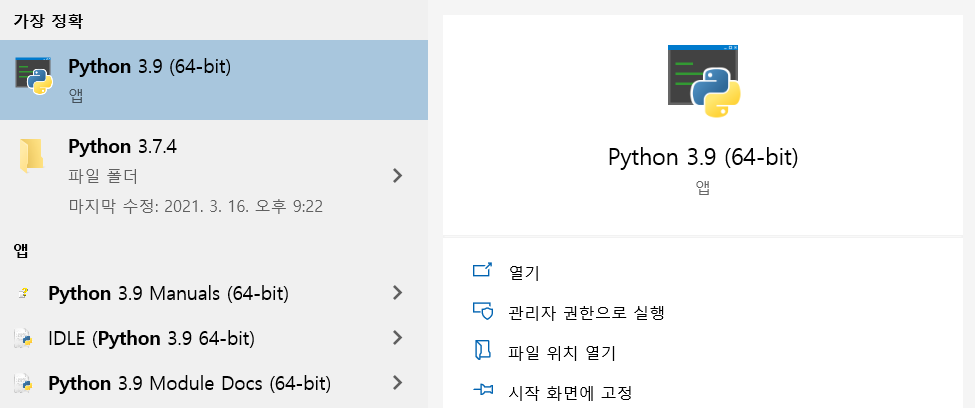 가장 정확
Python 3.9 (64-bit)
앱
Python 3.7.4
파일 폴더
마지막 수정: 2021. 3. 16. 오후 9:22
앱
Python 3.9 Manuals (64-bit)
IDLE (Python 3.9 64-bit)
Python 3.9 Module Docs (64-bit)
Python 3.9 (64-bit)
앱
열기
관리자 권한으로 실행
파일 위치 열기
시작 화면에 고정